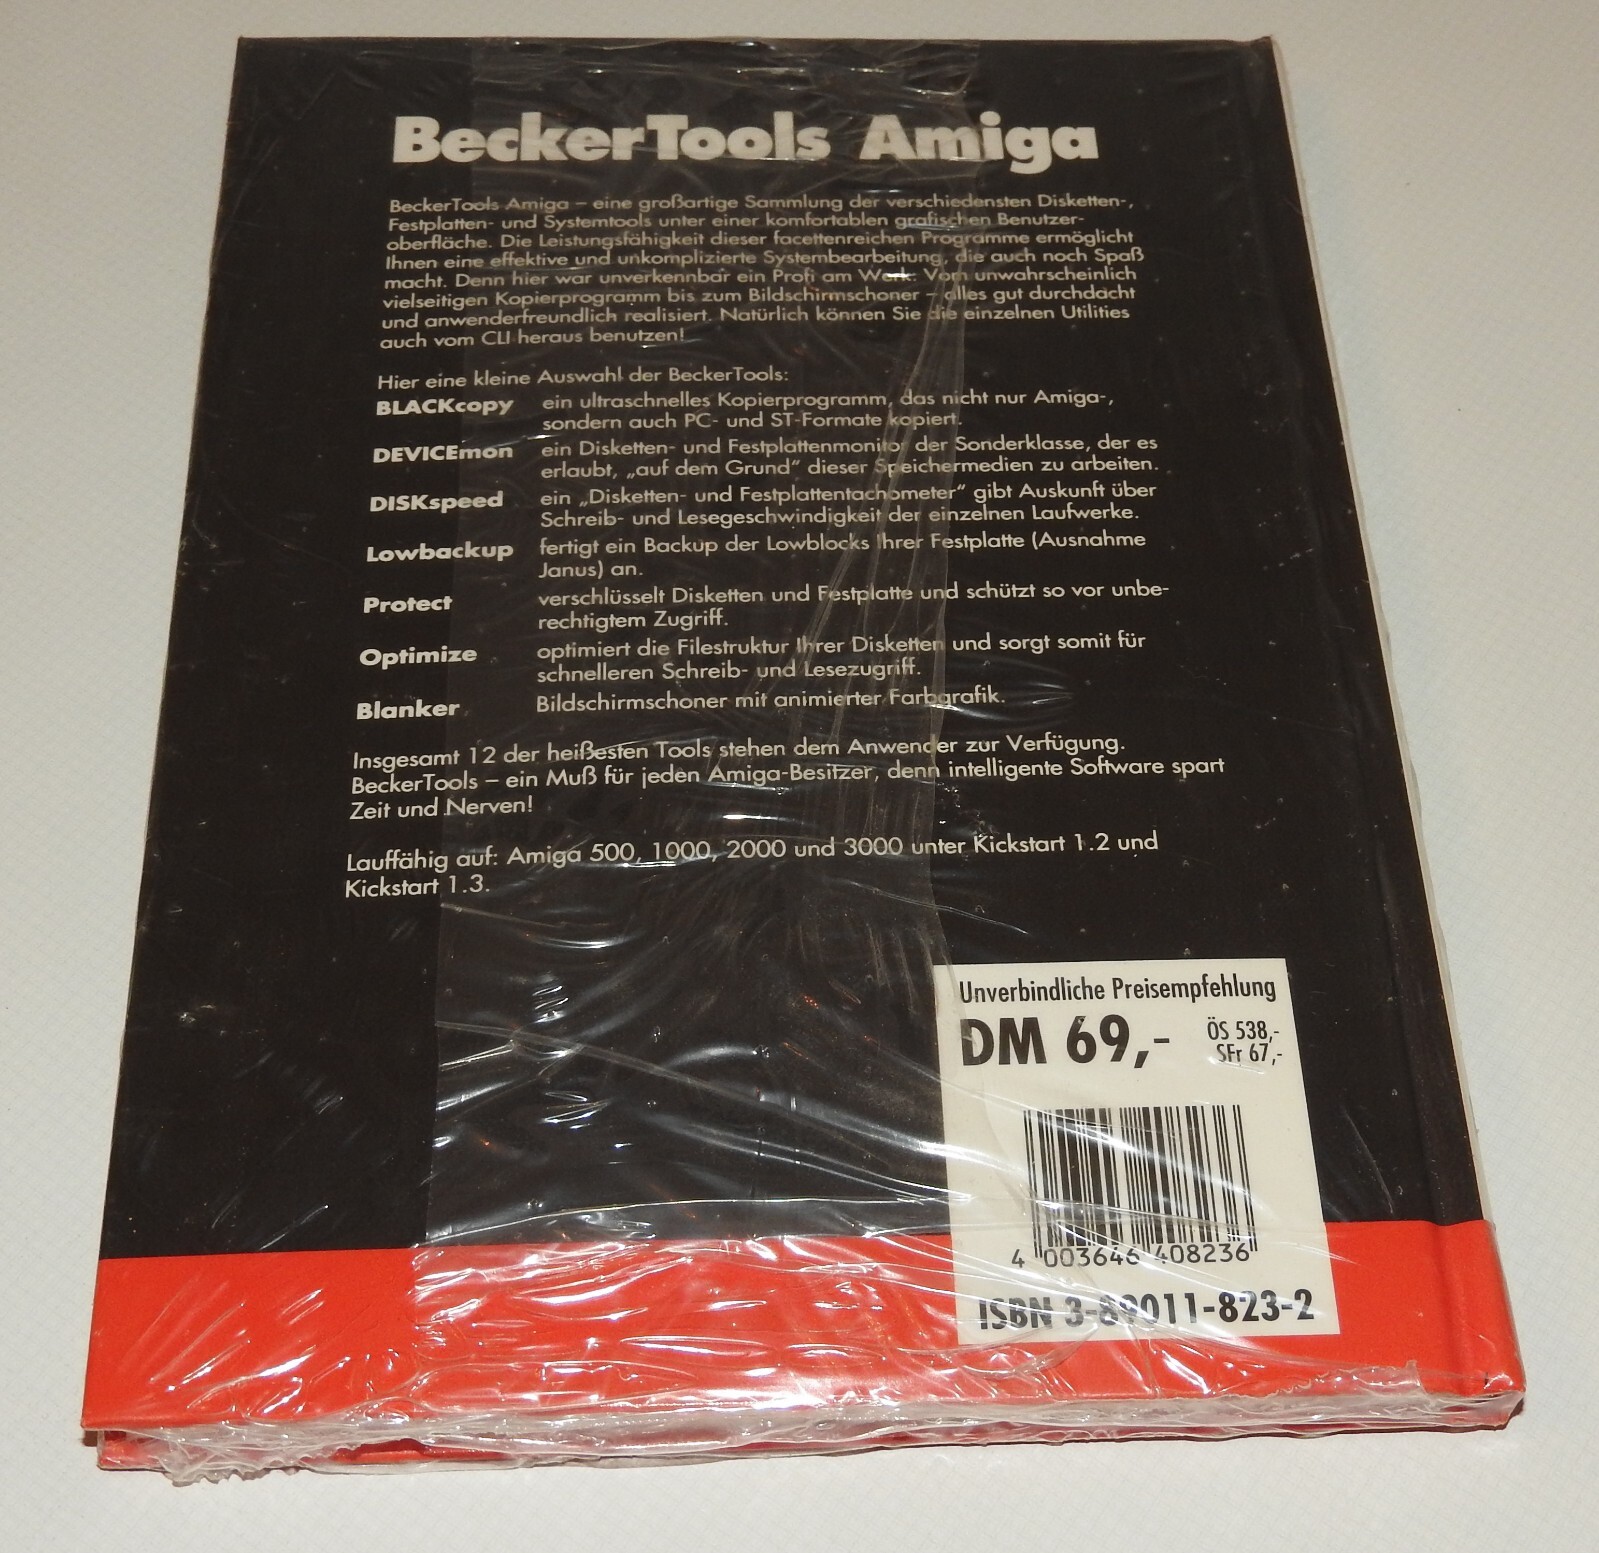 BeckerTools Amiga
BeckerTools Amiga – eine großartige Sammlung der verschiedensten Disketten-,
Festplatten- und Systemtools unter einer komfortablen grafischen Benutzer-
oberfläche. Die Leistungsfähigkeit dieser facettenreichen Programme ermöglicht
Ihnen eine effektive und unkomplizierte Systembearbeitung, die auch noch Spaß
macht. Denn hier war unverkennbar ein Profi am Werk. Vom unwahrscheinlich
vielseitigen Kopierprogramm bis zum Bildschirmschoner – alles gut durchdacht
und anwenderfreundlich realisiert. Natürlich können Sie die einzelnen Utilities
auch vom CLI heraus benutzen!
Hier eine kleine Auswahl der BeckerTools:
BLACKcopy ein ultraschnelles Kopierprogramm, das nicht nur Amiga-,
sondern auch PC- und ST-Formate kopiert.
DEVICEmon ein Disketten- und Festplattenmonitor der Sonderklasse, der es
erlaubt, „auf dem Grund“ dieser Speichermedien zu arbeiten.
DISKspeed ein „Disketten- und Festplattentachometer“ gibt Auskunft über
Schreib- und Lesegeschwindigkeit der einzelnen Laufwerke.
Lowbackup fertigt ein Backup der Lowblocks Ihrer Festplatte (Ausnahme
Janus) an.
Protect verschlüsselt Disketten und Festplatte und schützt so vor unbe-
rechtigtem Zugriff.
Optimize optimiert die Filestruktur Ihrer Disketten und sorgt somit für
schnelleren Schreib- und Lesezugriff.
Blanker Bildschirmschoner mit animierter Farbgrafik.
Insgesamt 12 der heißesten Tools stehen dem Anwender zur Verfügung.
BeckerTools – ein Muß für jeden Amiga-Besitzer, denn intelligente Software spart
Zeit und Nerven!
Lauffähig auf: Amiga 500, 1000, 2000 und 3000 unter Kickstart 1.2 und
Kickstart 1.3.
Unverbindliche Preisempfehlung
DM 69,- ÖS 538,-
SFr 67,-
4 003646 408236
ISBN 3-89011-823-2